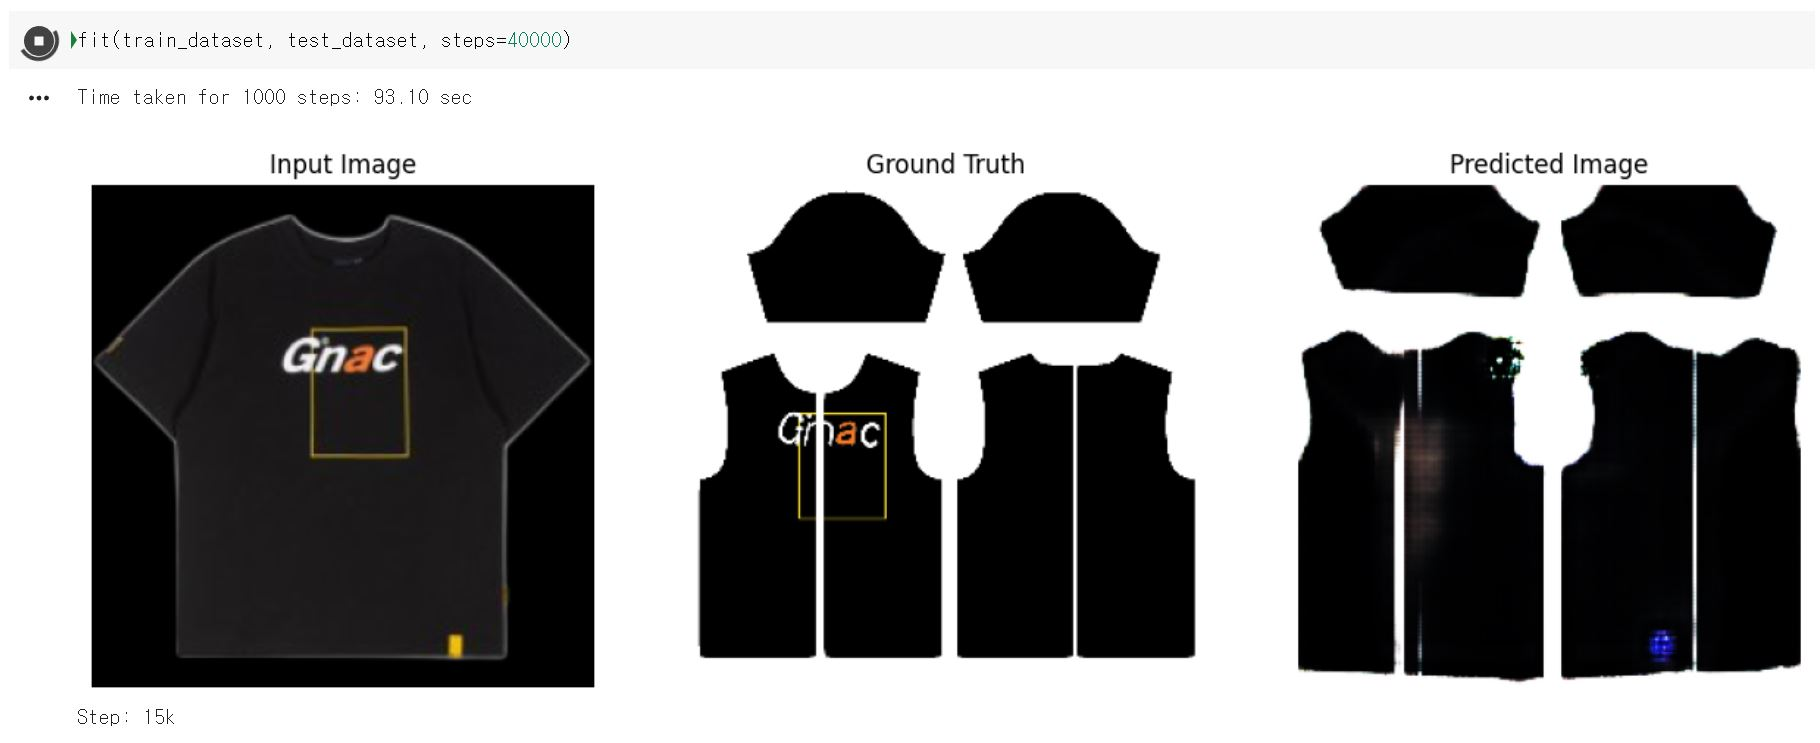 fit(train_dataset, test_dataset, steps=40000)
Time taken for 1000 steps: 93.10 sec
Input Image
Ground Truth
Predicted Image
Gnac
Gnac
Step: 15k